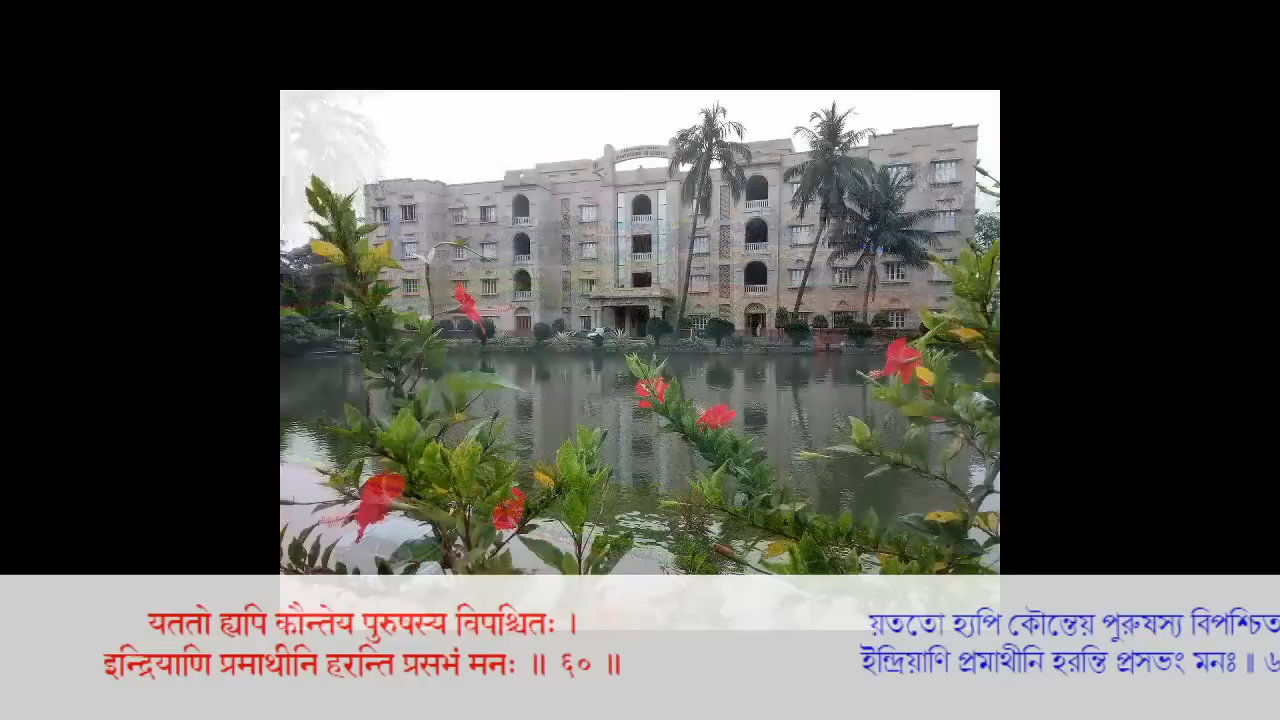 यततो ह्यपि कौन्तेय पुरुषस्य विपश्चितः ।
इन्द्रियाणि प्रमाथीनि हरन्ति प्रसभं मनः ॥ ६० ॥
য়ততো হ্যপি কৌন্তেয় পুরুষস্য বিপশ্চিত
ইন্দ্রিয়াণি প্রমাথীনি হরন্তি প্রসভং মনঃ ॥ ৬